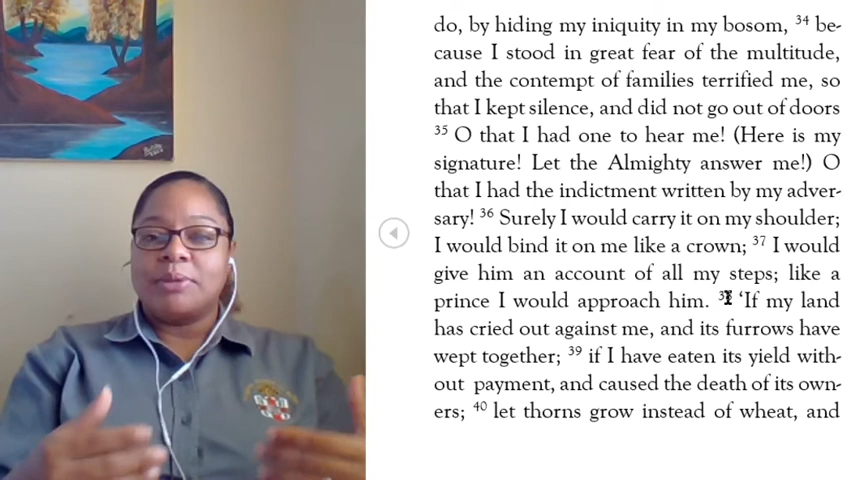 do, by hiding my iniquity in my bosom, 34 be-
cause I stood in great fear of the multitude,
and the contempt of families terrified me, so
that I kept silence, and did not go out of doors
35 O that I had one to hear me! (Here is my
signature! Let the Almighty answer me!) O
that I had the indictment written by my adver-
sary! 36 Surely I would carry it on my shoulder;
I would bind it on me like a crown; 37 I would
give him an account of all my steps; like a
prince I would approach him. ‘If my land
has cried out against me, and its furrows have
wept together; 39 if I have eaten its yield with-
out payment, and caused the death of its own-
ers; 40 let thorns grow instead of wheat, and